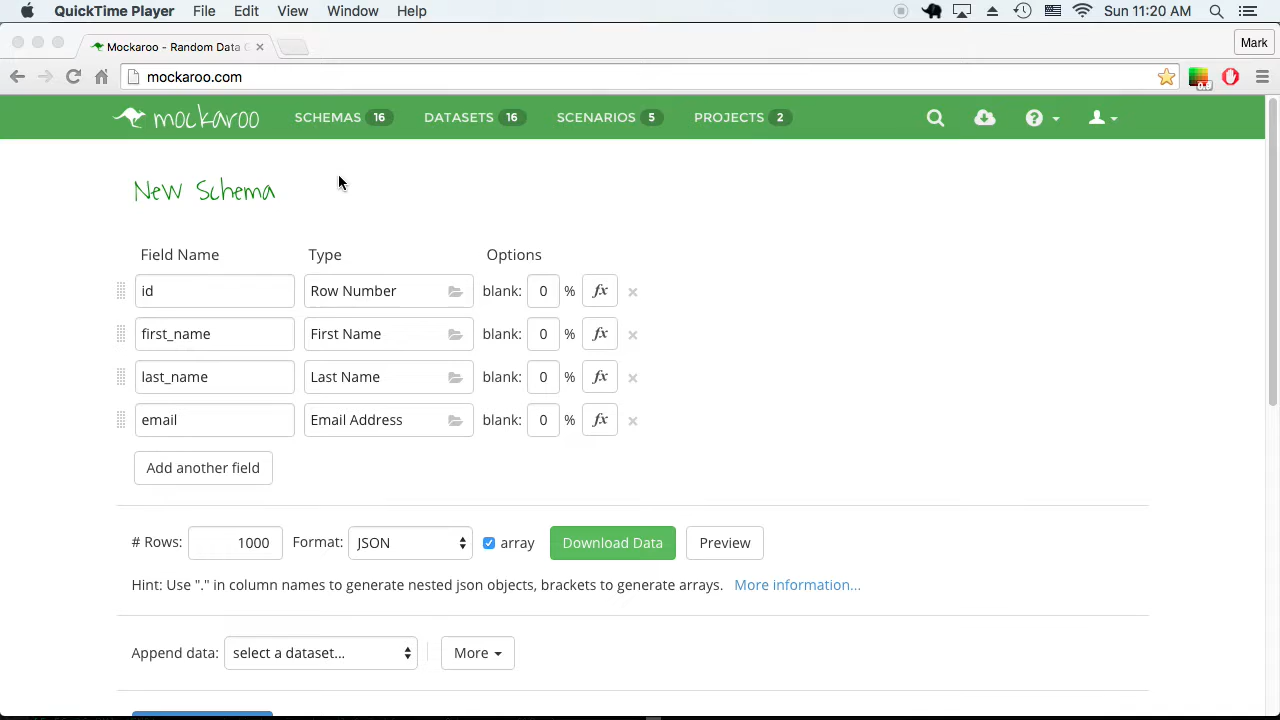 QuickTime Player File Edit View Window Help Sun 11:20 AM
Mockaroo - Random Data G
Mark
mockaroo.com
0.6
mockaroo SCHEMAS 16 DATASETS 16 SCENARIOS 5 PROJECTS 2
New Schema
Field Name Type Options
id Row Number blank: 0 % fx
first_name First Name blank: 0 % fx
last_name Last Name blank: 0 % fx
email Email Address blank: 0 % fx
Add another field
# Rows: 1000 Format: JSON array Download Data Preview
Hint: Use "." in column names to generate nested json objects, brackets to generate arrays. More information...
Append data: select a dataset... More